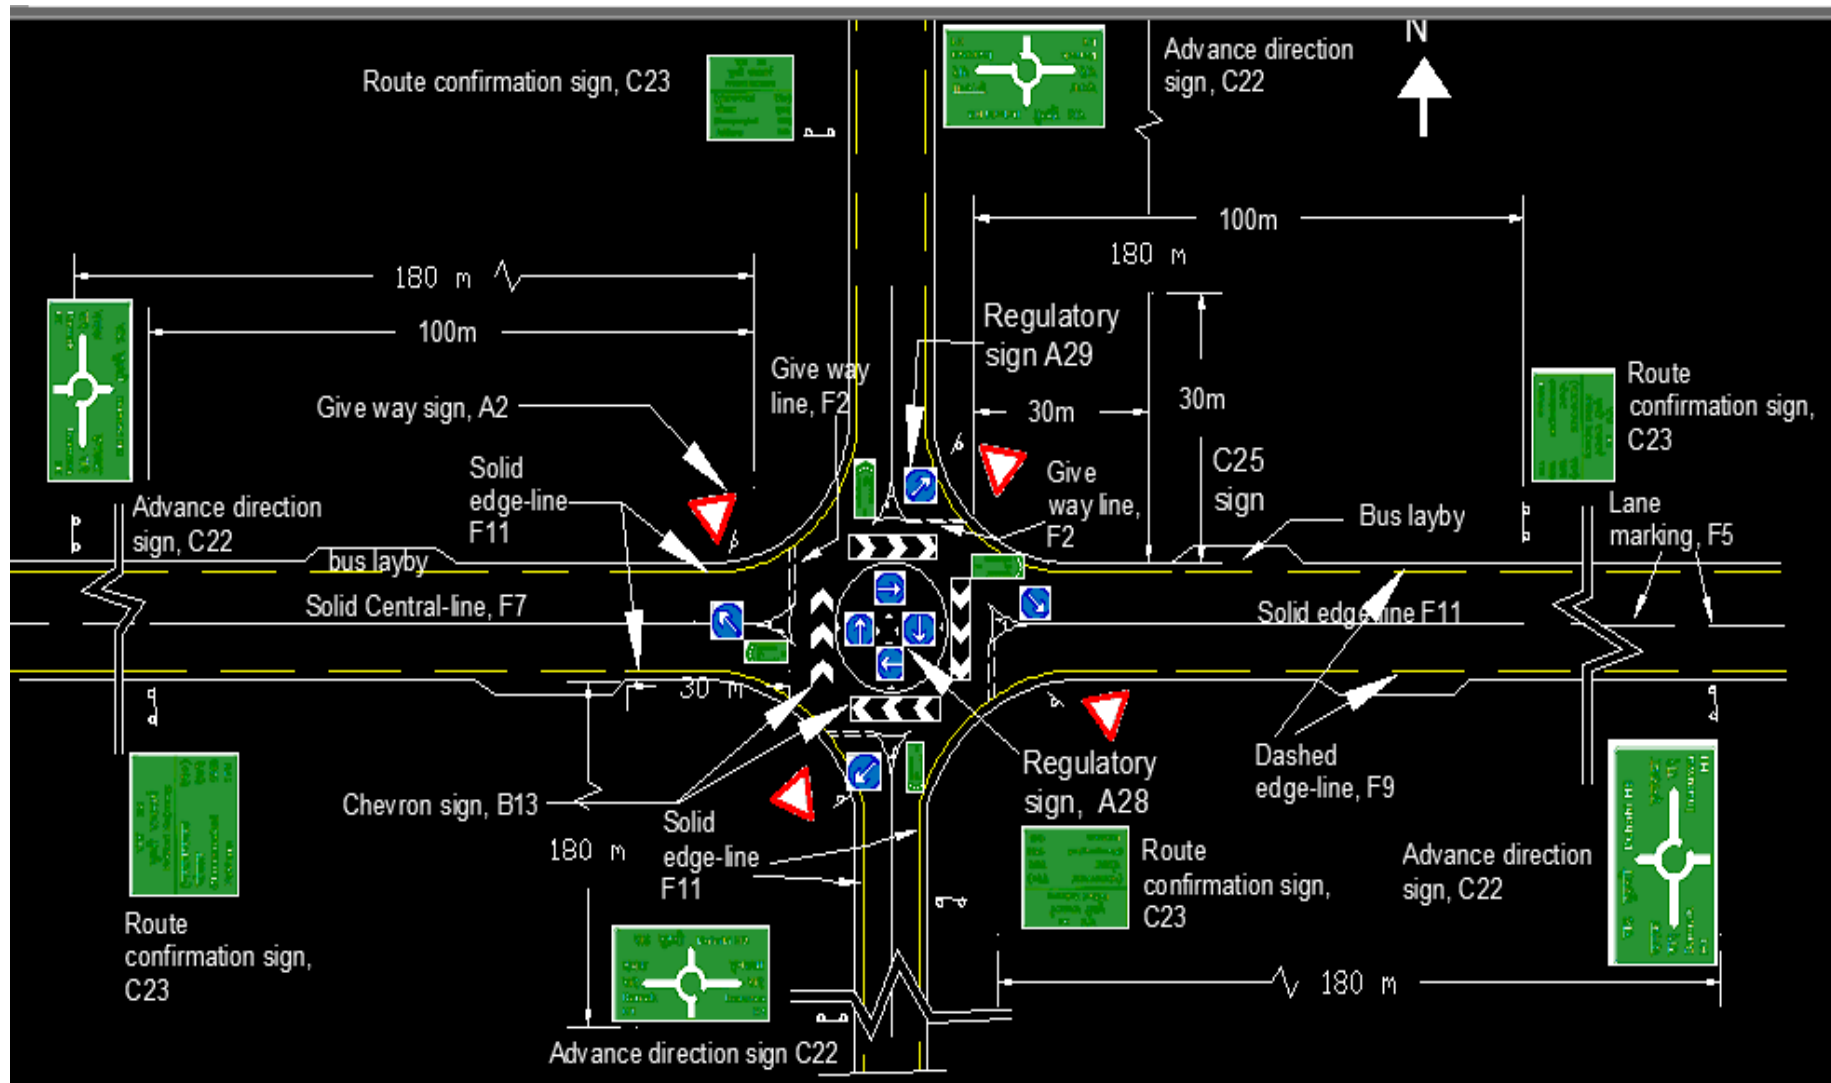 N
Advance direction
sign, C22
Route confirmation sign, C23
100m
180 m
180 m
100m
Regulatory
sign A29
Give way
line, F2
30m
30m
Give way sign, A2
Route
confirmation sign,
C23
Solid
edge-line
F11
C25
sign
Give
way line,
F2
Bus layby
Lane
marking, F5
Advance direction
sign, C22
bus layby
Solid Central-line, F7
Solid edge line F11
30 m
Dashed
edge-line, F9
Chevron sign, B13
Regulatory
sign, A28
Solid
edge-line
F11
180 m
Route
confirmation sign,
C23
Advance direction
sign, C22
Route
confirmation sign,
C23
180 m
Advance direction sign C22